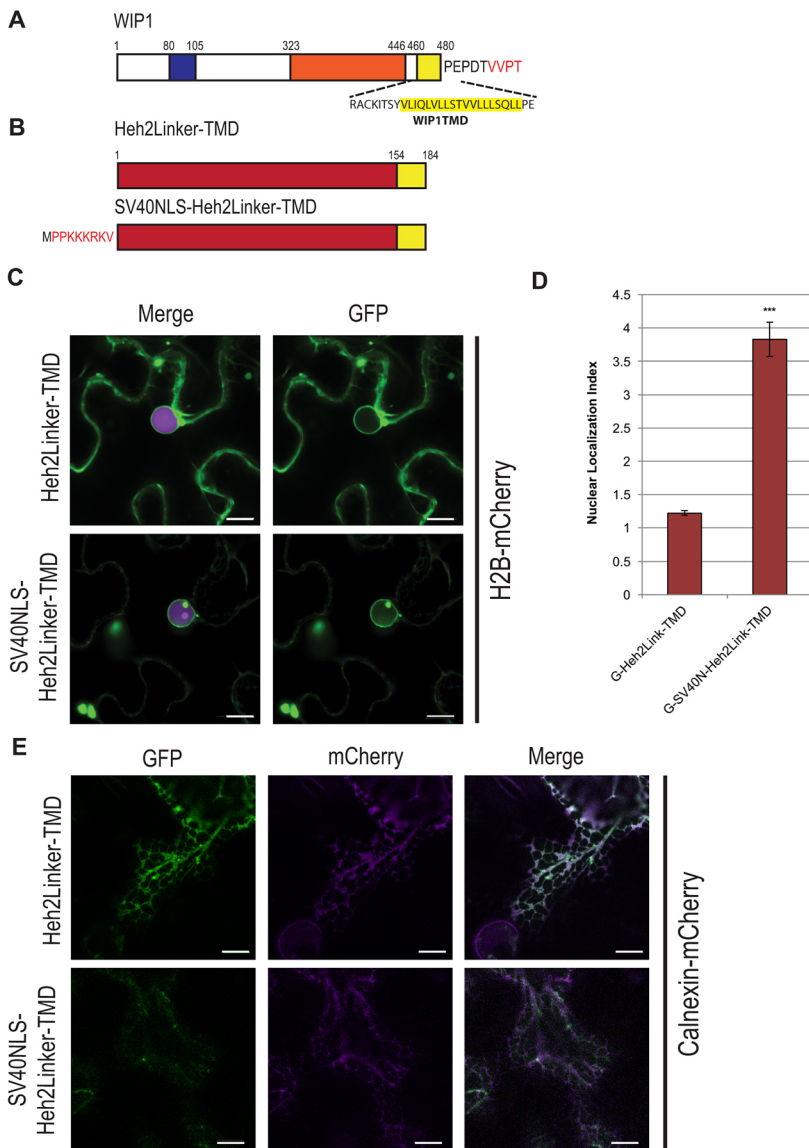 A
WIP1
1 80 105 323 446 460 480
PEPDTVVPT
RACKITSYVLIQLVLLSTVVLLLSQLLPE
WIP1TMD
B
Heh2Linker-TMD
1 154 184
SV40NLS-Heh2Linker-TMD
MPPKKKRKV
C
Merge GFP
Heh2Linker-TMD
SV40NLS-
Heh2Linker-TMD
H2B-mCherry
D
Nuclear Localization Index
4.5
4
3.5
3
2.5
2
1.5
1
0.5
0
***
G-Heh2Link-TMD
G-SV40N-Heh2Link-TMD
E
GFP mCherry Merge
Heh2Linker-TMD
SV40NLS-
Heh2Linker-TMD
Calnexin-mCherry